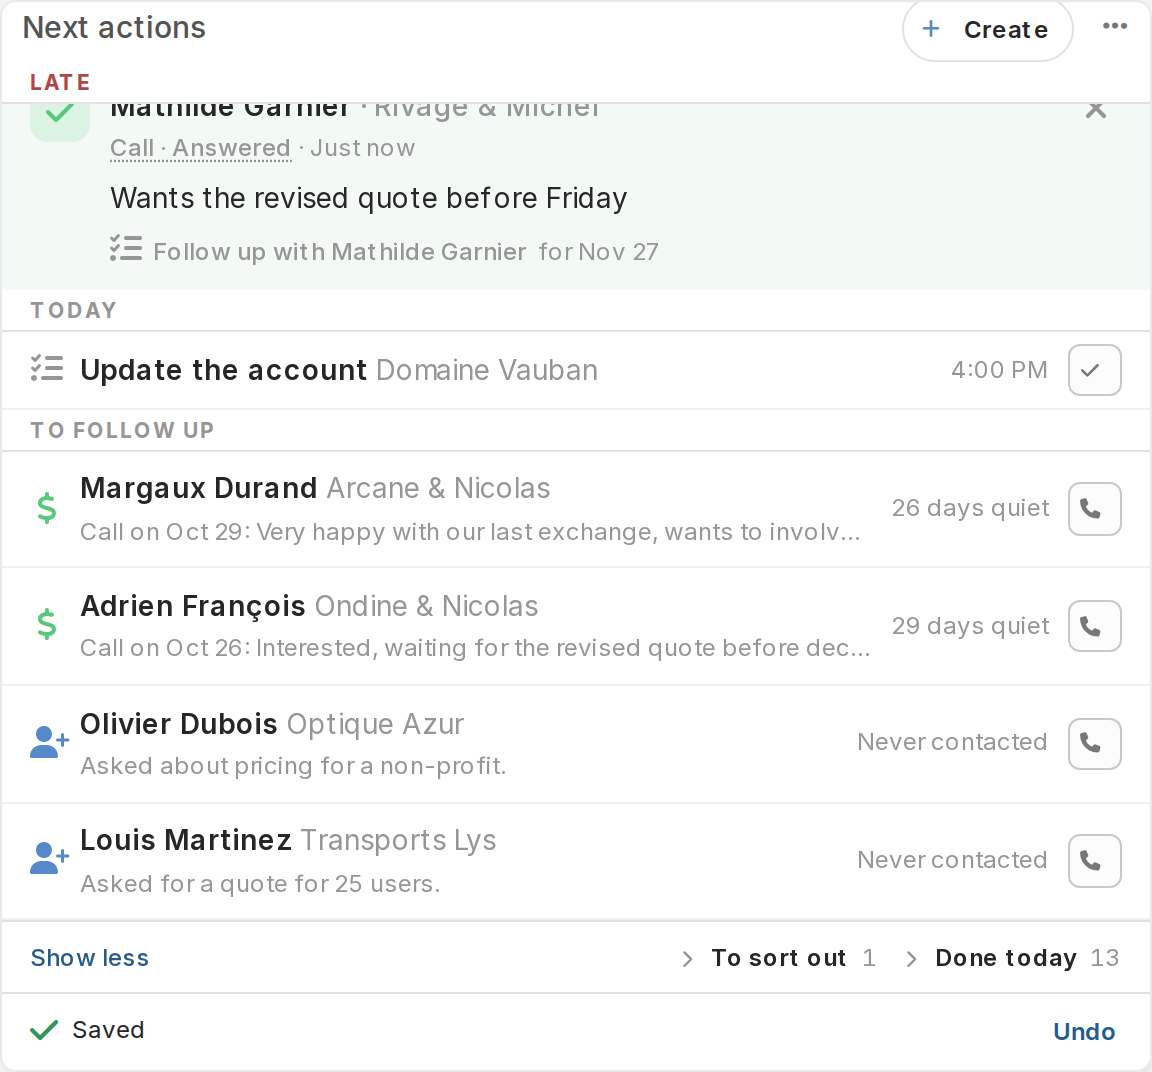 Next actions
+ Create •••
LATE
Mathilde Garnier · Rivage & Michel
Call · Answered · Just now
Wants the revised quote before Friday
Follow up with Mathilde Garnier for Nov 27
TODAY
Update the account Domaine Vauban 4:00 PM
TO FOLLOW UP
Margaux Durand Arcane & Nicolas
26 days quiet
Call on Oct 29: Very happy with our last exchange, wants to involv...
Adrien François Ondine & Nicolas
29 days quiet
Call on Oct 26: Interested, waiting for the revised quote before dec...
Olivier Dubois Optique Azur
Never contacted
Asked about pricing for a non-profit.
Louis Martinez Transports Lys
Never contacted
Asked for a quote for 25 users.
Show less To sort out 1 Done today 13
Saved Undo